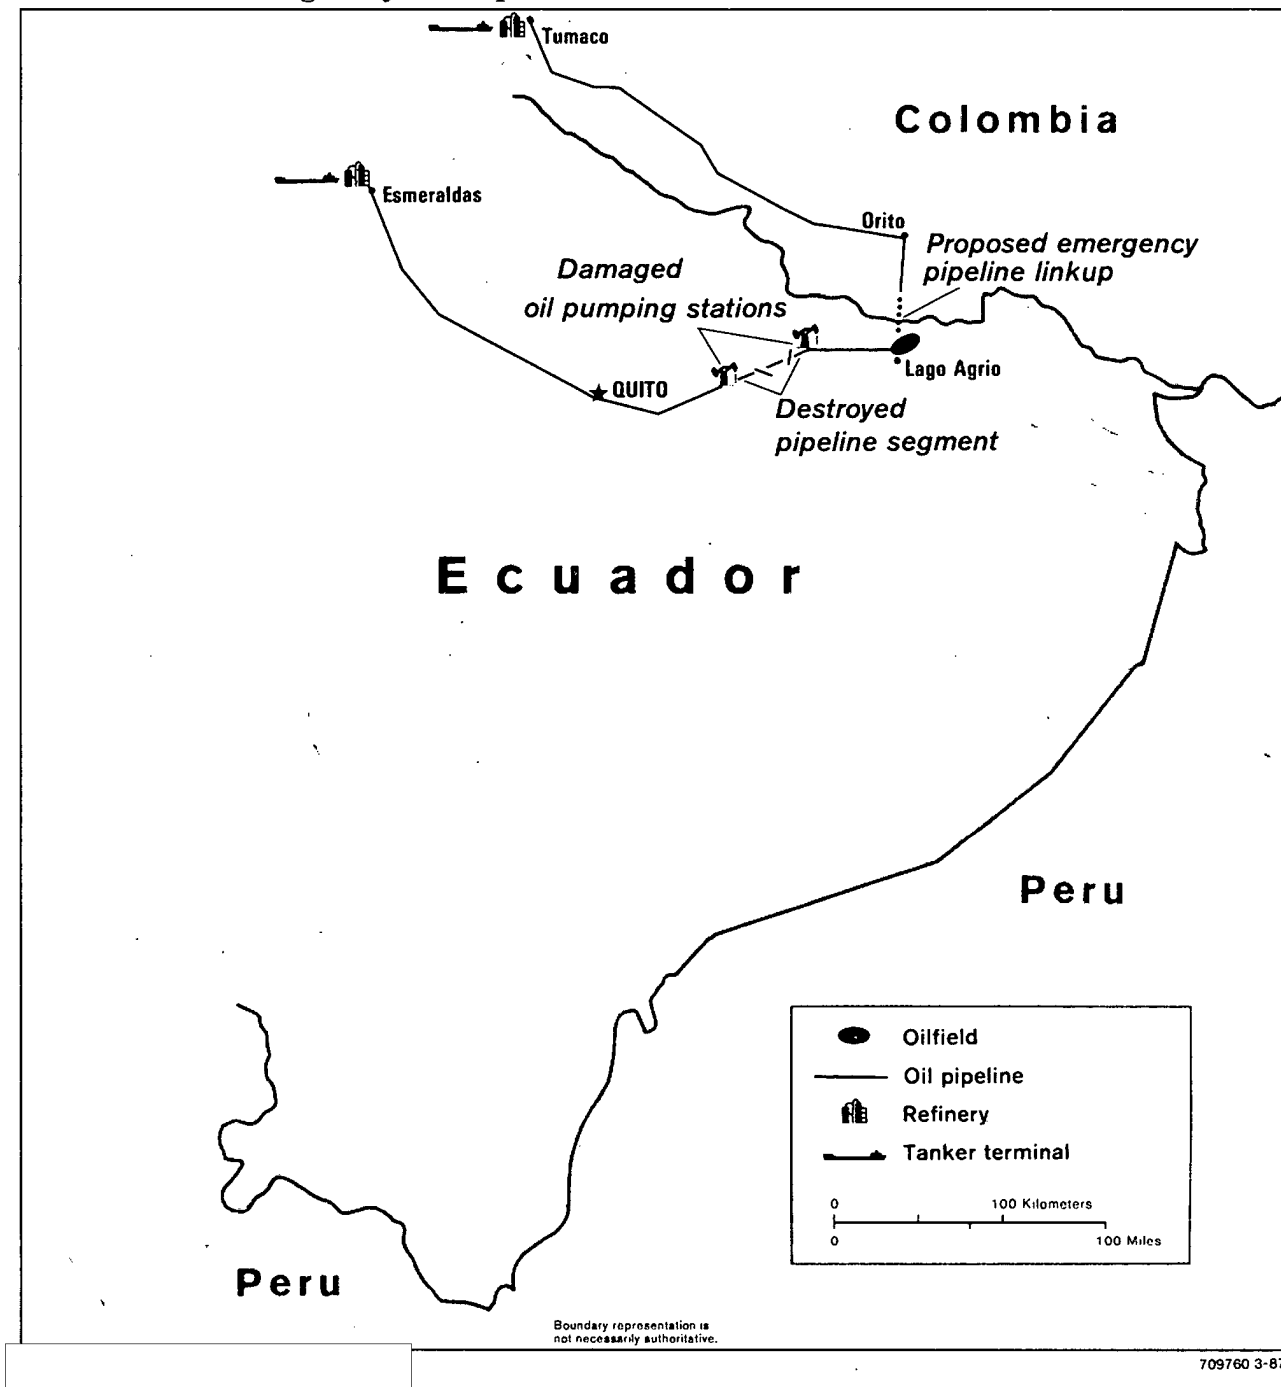 Tumaco
Colombia
Esmeraldas
Orito
Proposed emergency
pipeline linkup
Damaged
oil pumping stations
Lago Agrio
QUITO
Destroyed
pipeline segment
Ecuador
Peru
Oilfield
Oil pipeline
Refinery
Tanker terminal
0 100 Kilometers
0 100 Miles
Peru
Boundary representation is
not necessarily authoritative.
709760 3-87